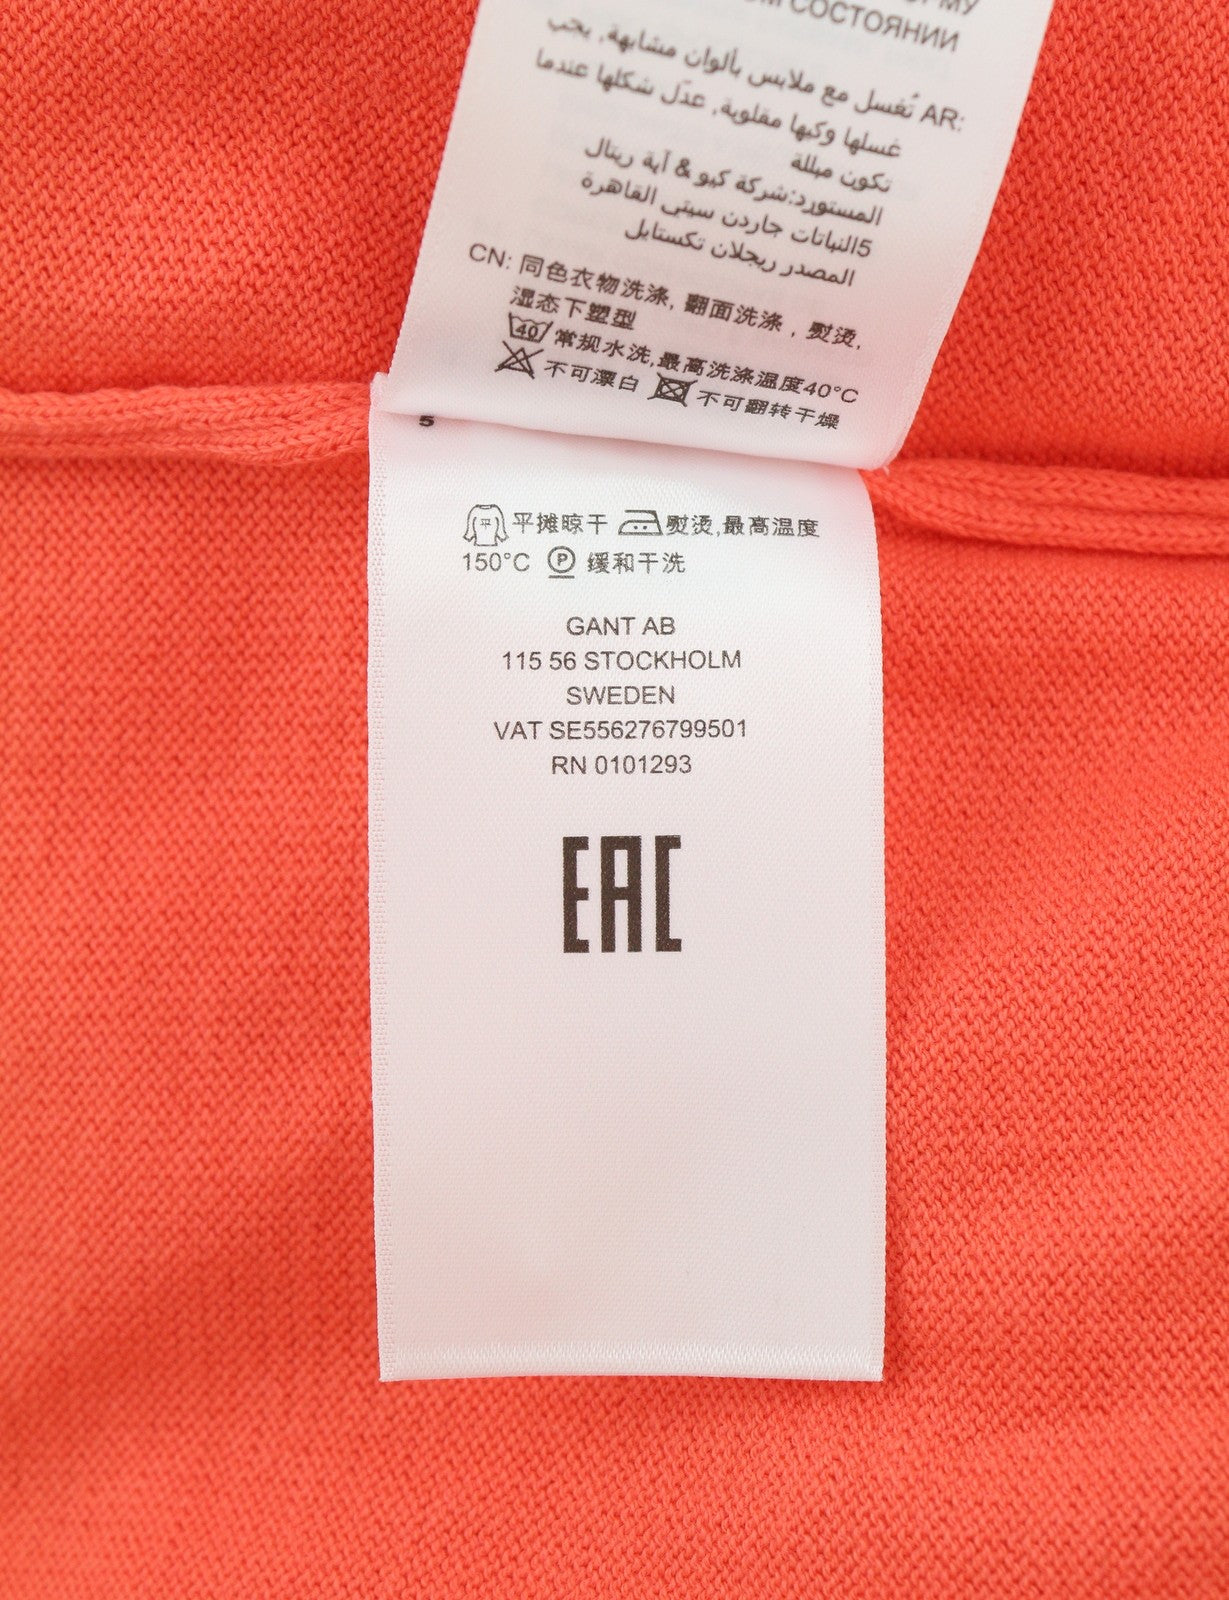 СОСТОЯНИИ
AR: تُغسل مع ملابس بألوان مشابهة, يجب
غسلها وكيها مقلوبة, عدّل شكلها عندما
تكون مبللة
المستورد:شركة كيو & آية ريتال
5النباتات جاردن سيتى القاهرة
المصدر ريجلان تكستايل
CN: 同色衣物洗涤, 翻面洗涤 , 熨烫,
湿态下塑型
40 常规水洗,最高洗涤温度40°C
不可漂白 不可翻转干燥
5
平 平摊晾干 熨烫,最高温度
150°C P 缓和干洗
GANT AB
115 56 STOCKHOLM
SWEDEN
VAT SE556276799501
RN 0101293
EAC